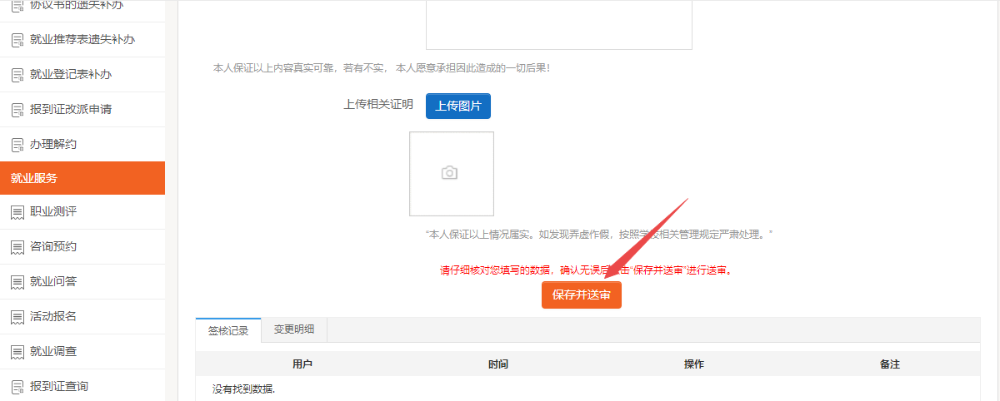 协议书的遗失补办
就业推荐表遗失补办
就业登记表补办
报到证改派申请
办理解约
就业服务
职业测评
咨询预约
就业问答
活动报名
就业调查
报到证查询
本人保证以上内容真实可靠，若有不实， 本人愿意承担因此造成的一切后果！
上传相关证明 上传图片
“本人保证以上情况属实。如发现弄虚作假，按照学校相关管理规定严肃处理。”
请仔细核对您填写的数据，确认无误后点击“保存并送审”进行送审。
保存并送审
签核记录 变更明细
用户 时间 操作 备注
没有找到数据.